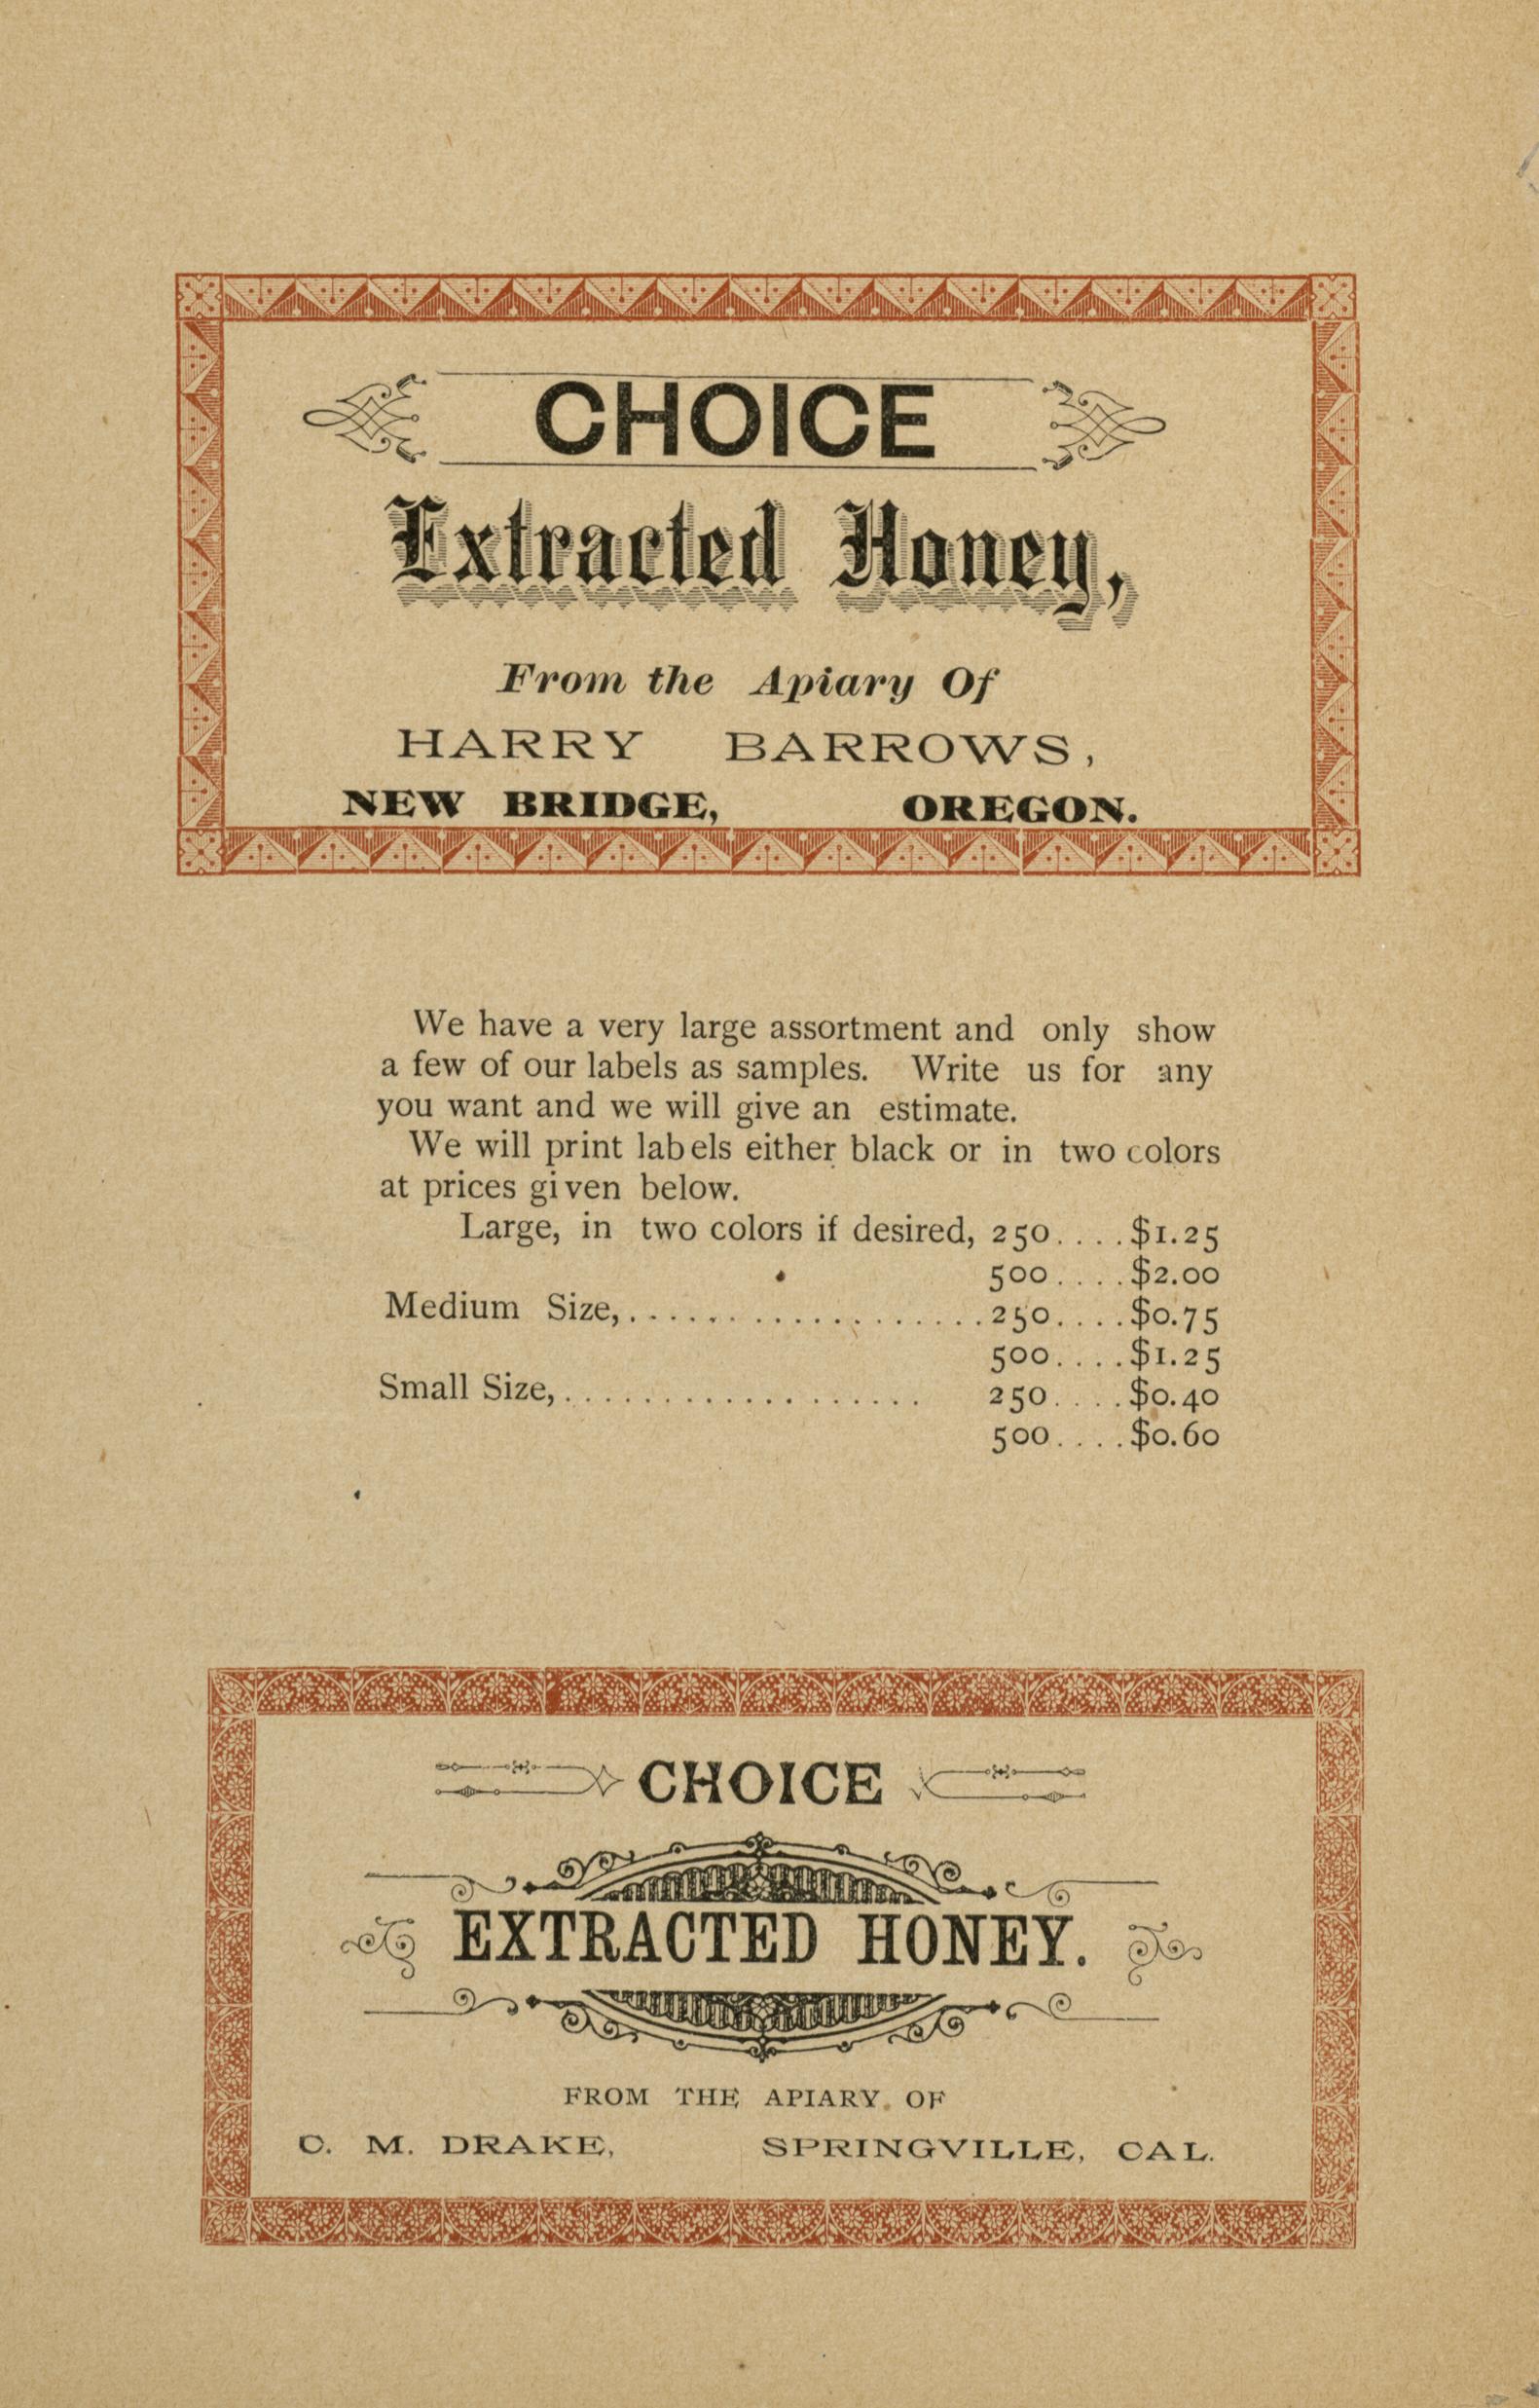 CHOICE
Extracted Honey,
From the Apiary Of
HARRY BARROWS,
NEW BRIDGE, OREGON.
We have a very large assortment and only show
a few of our labels as samples. Write us for any
you want and we will give an estimate.
We will print labels either black or in two colors
at prices given below.
Large, in two colors if desired, 250....$1.25
500....$2.00
Medium Size,...................250....$0.75
500....$1.25
Small Size,................... 250....$0.40
500....$0.60
CHOICE
EXTRACTED HONEY.
FROM THE APIARY. OF
C. M. DRAKE, SPRINGVILLE, CAL.